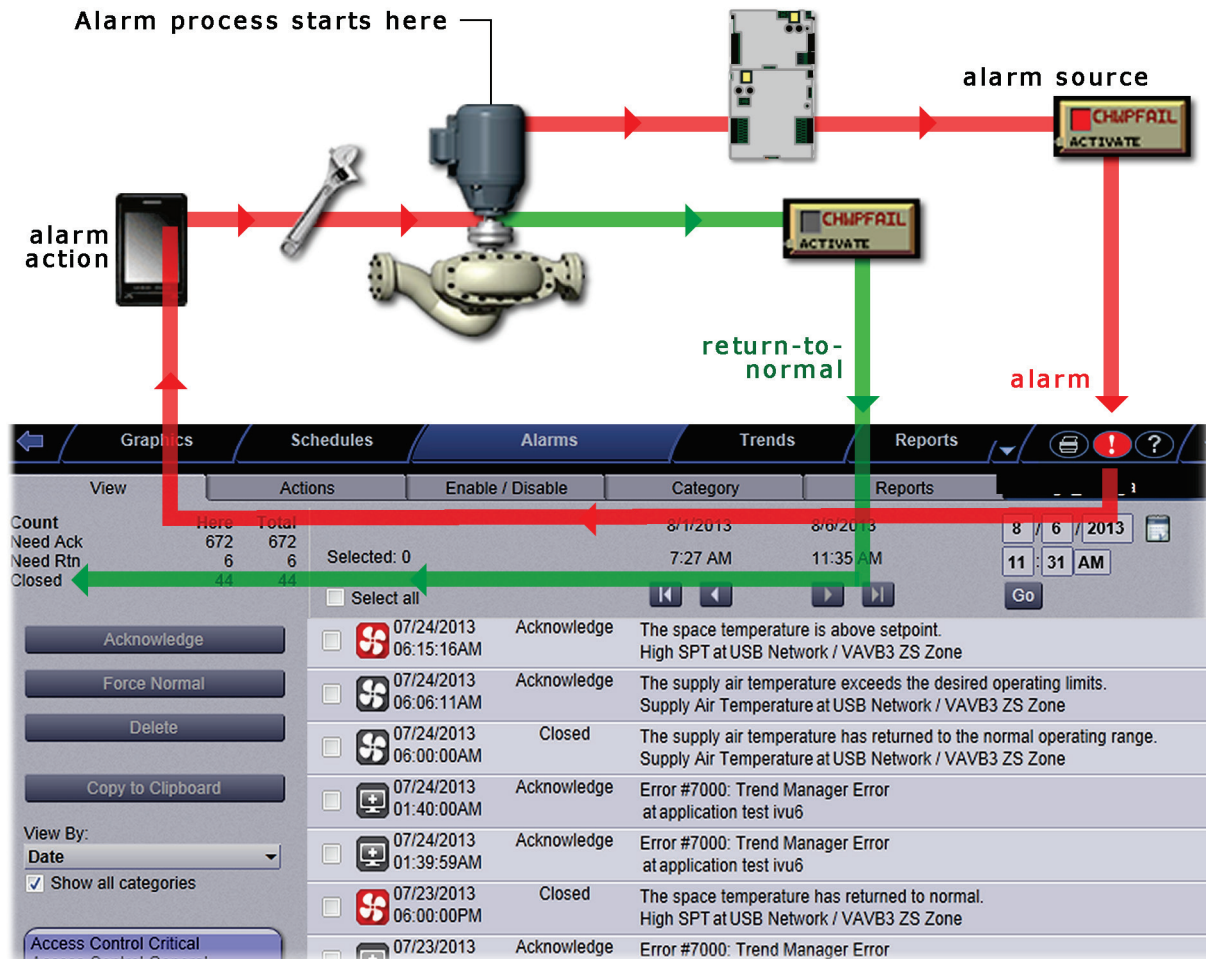 Alarm process starts here
alarm source
CHWPFAIL
ACTIVATE
alarm
action
CHWPFAIL
ACTIVATE
return-to-
normal
alarm
Graphics Schedules Alarms Trends Reports ! ?
View Actions Enable / Disable Category Reports
Count Here Total
Need Ack 672 672
Need Rtn 6 6
Closed 44 44
Selected: 0
Select all
8/1/2013 8/6/2013
7:27 AM 11:35 AM
8 / 6 / 2013
11 : 31 AM
Go
Acknowledge
Force Normal
Delete
Copy to Clipboard
View By:
Date
Show all categories
Access Control Critical
07/24/2013 Acknowledge The space temperature is above setpoint.
06:15:16AM High SPT at USB Network / VAVB3 ZS Zone
07/24/2013 Acknowledge The supply air temperature exceeds the desired operating limits.
06:06:11AM Supply Air Temperature at USB Network / VAVB3 ZS Zone
07/24/2013 Closed The supply air temperature has returned to the normal operating range.
06:00:00AM Supply Air Temperature at USB Network / VAVB3 ZS Zone
07/24/2013 Acknowledge Error #7000: Trend Manager Error
01:40:00AM at application test ivu6
07/24/2013 Acknowledge Error #7000: Trend Manager Error
01:39:59AM at application test ivu6
07/23/2013 Closed The space temperature has returned to normal.
06:00:00PM High SPT at USB Network / VAVB3 ZS Zone
07/23/2013 Acknowledge Error #7000: Trend Manager Error